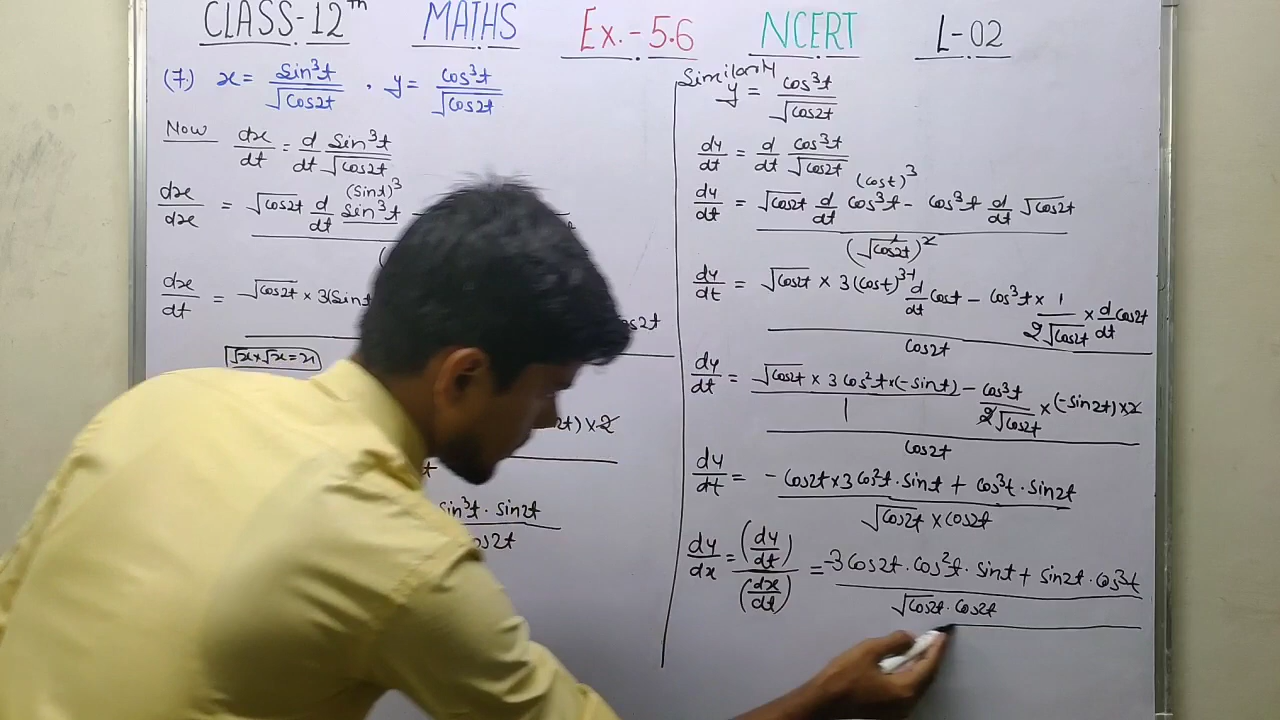 CLASS-12th MATHS Ex.-5.6 NCERT L-02
(7.) x = sin³t/√cos2t , y = cos³t/√cos2t
Now dx/dt = d/dt sin³t/√cos2t
(sint)³
dx/dx = √cos2t d/dt sin³t -
dx/dt = √cos2t × 3(sint
cos2t
√x×√x=x
2t) × 2
t
sin³t · sin2t
cos2t
Similarly
y = cos³t/√cos2t
dy/dt = d/dt cos³t/√cos2t
(cost)³
dy/dt = √cos2t d/dt cos³t - cos³t d/dt √cos2t
(√cos2t)²
dy/dt = √cos2t × 3(cost)³⁻¹ d/dt cost - cos³t × 1/2√cos2t × d/dt cos2t
cos2t
dy/dt = √cos2t × 3cos²t×(-sint)/1 - cos³t/2√cos2t × (-sin2t)×2
cos2t
dy/dt = -cos2t×3cos²t·sint + cos³t·sin2t
√cos2t × cos2t
dy/dx = (dy/dt)/(dx/dt) = -3cos2t·cos²t·sint + sin2t·cos³t
√cos2t·cos2t